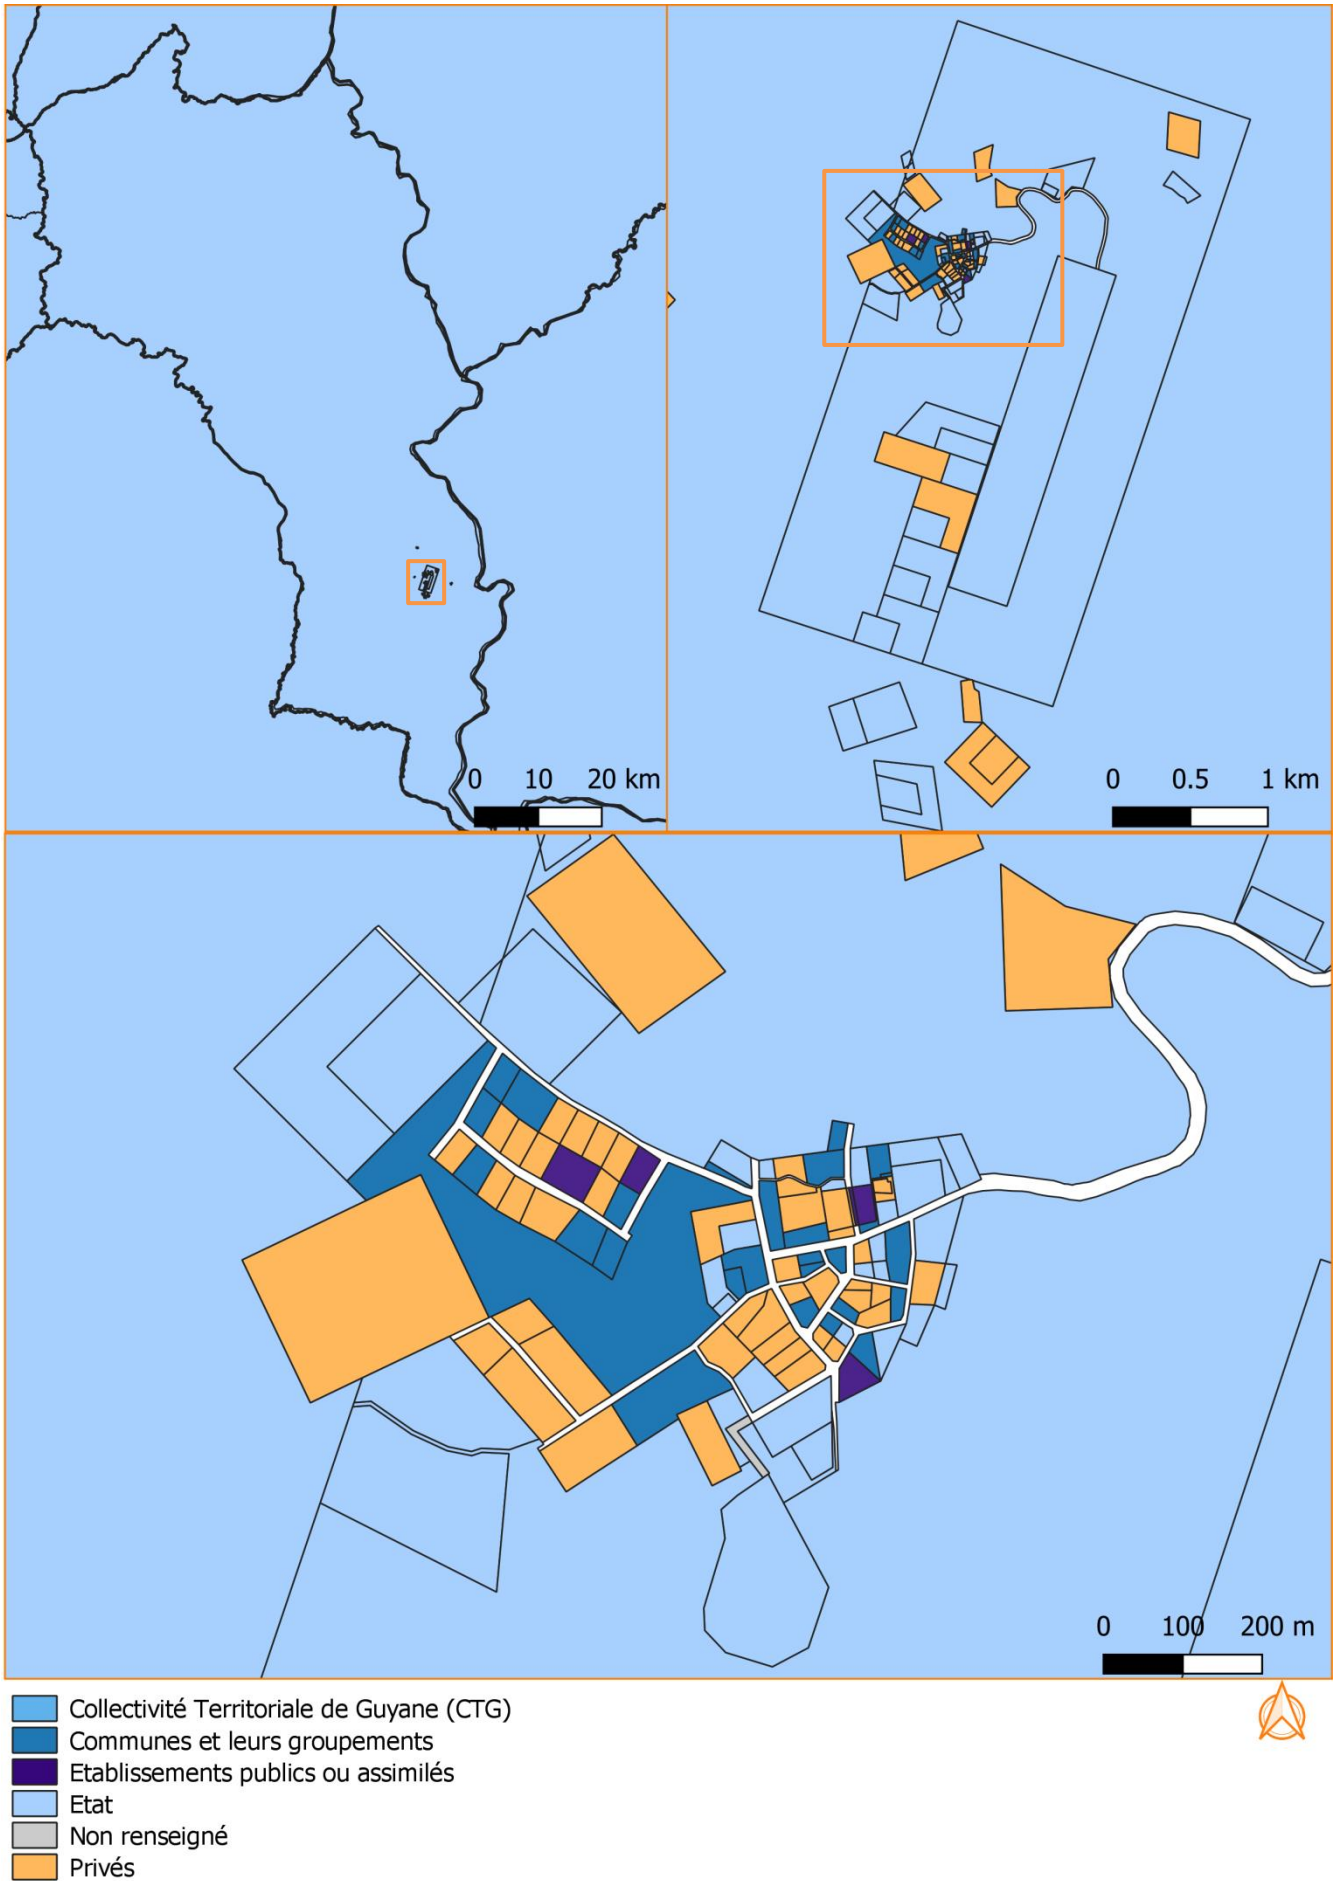 0 10 20 km
0 0.5 1 km
0 100 200 m
Collectivité Territoriale de Guyane (CTG)
Communes et leurs groupements
Etablissements publics ou assimilés
Etat
Non renseigné
Privés